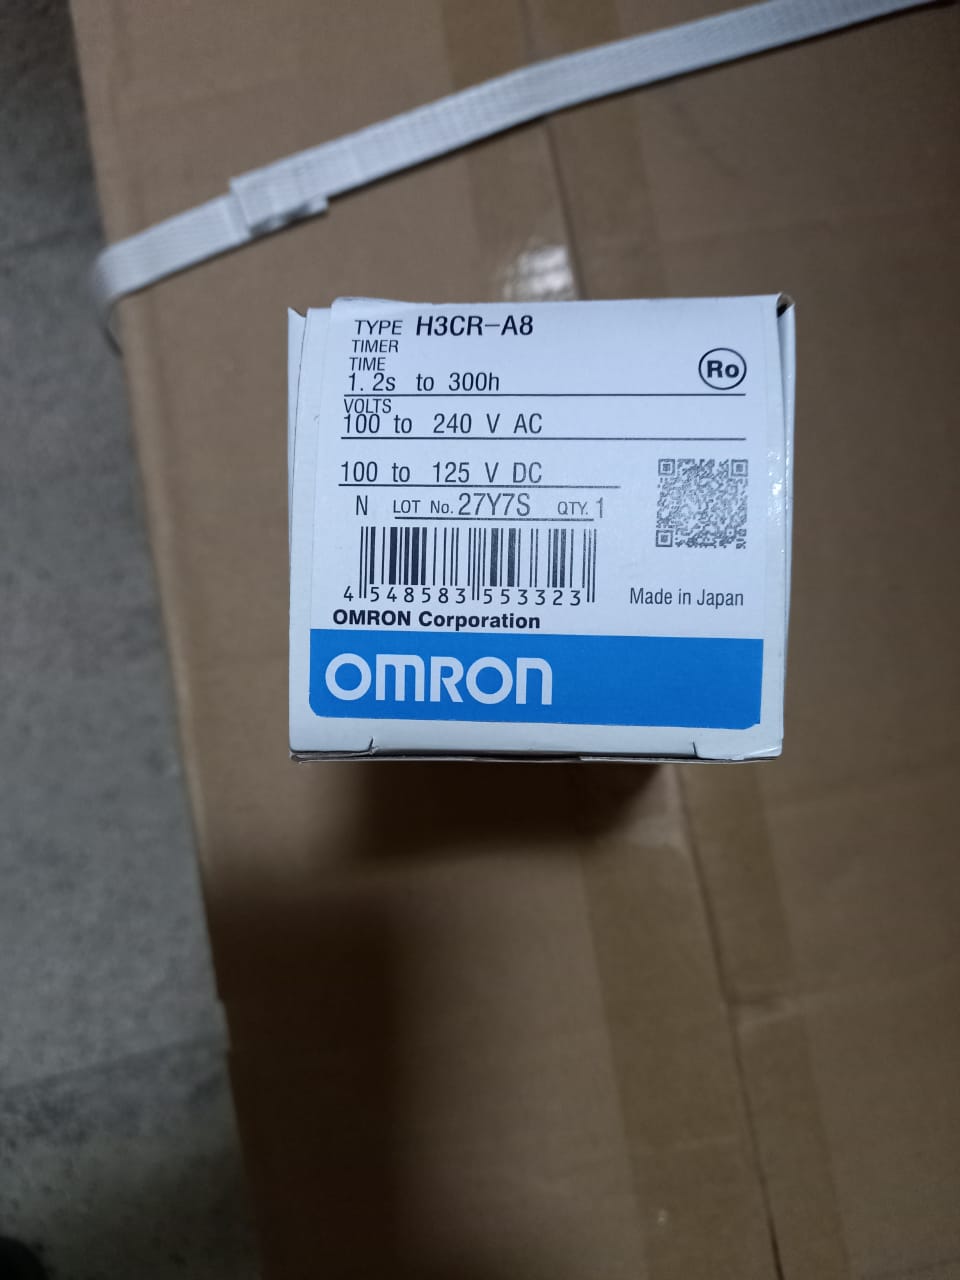 TYPE H3CR-A8
TIMER
TIME
1.2s to 300h
Ro
VOLTS
100 to 240 V AC
100 to 125 V DC
N LOT No. 27Y7S QTY. 1
4 548583 553323
Made in Japan
OMRON Corporation
OMRON